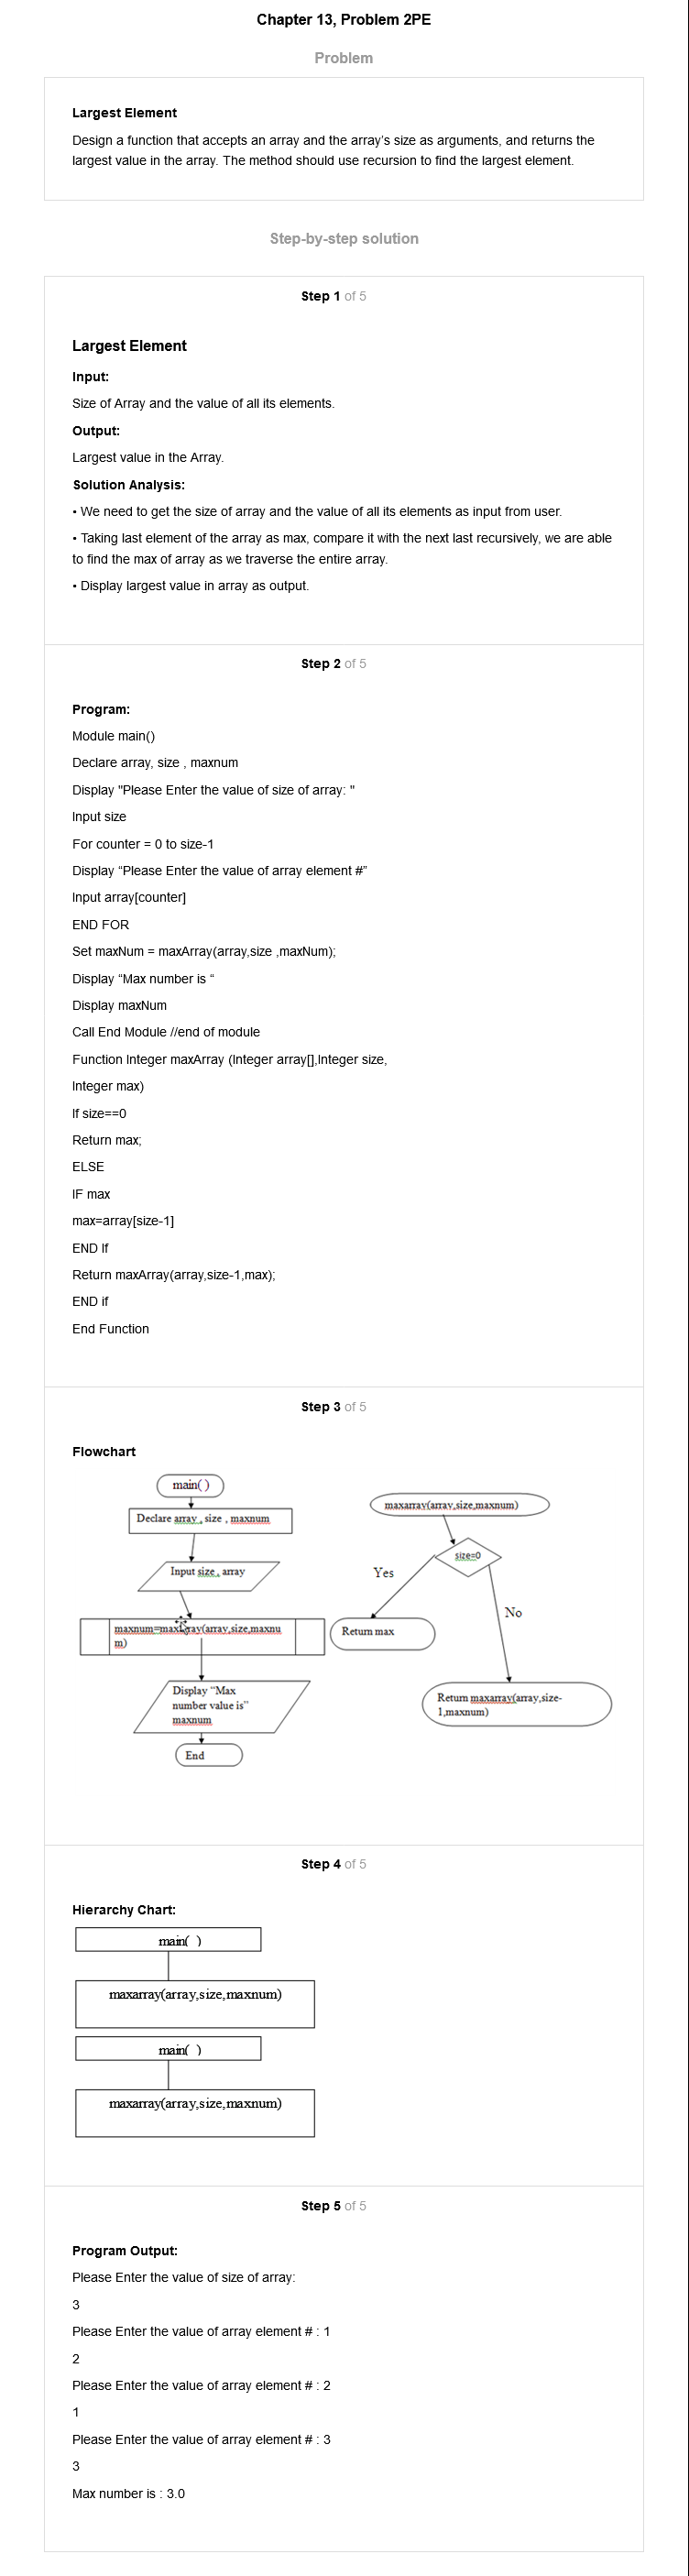 Chapter 13, Problem 2PE
Problem
Largest Element
Design a function that accepts an array and the array's size as arguments, and returns the
largest value in the array. The method should use recursion to find the largest element.
Step-by-step solution
Step 1 of 5
Largest Element
Input:
Size of Array and the value of all its elements.
Output:
Largest value in the Array.
Solution Analysis:
• We need to get the size of array and the value of all its elements as input from user.
• Taking last element of the array as max, compare it with the next last recursively, we are able
to find the max of array as we traverse the entire array.
• Display largest value in array as output.
Step 2 of 5
Program:
Module main()
Declare array, size , maxnum
Display "Please Enter the value of size of array: "
Input size
For counter = 0 to size-1
Display “Please Enter the value of array element #”
Input array[counter]
END FOR
Set maxNum = maxArray(array,size ,maxNum);
Display “Max number is “
Display maxNum
Call End Module //end of module
Function Integer maxArray (Integer array[],Integer size,
Integer max)
If size==0
Return max;
ELSE
IF max
max=array[size-1]
END If
Return maxArray(array,size-1,max);
END if
End Function
Step 3 of 5
Flowchart
main( )
Declare array , size , maxnum
Input size , array
maxnum=maxarray(array,size,maxnu
m)
Display “Max
number value is”
maxnum
End
maxarray(array,size,maxnum)
size=0
Yes
No
Return max
Return maxarray(array,size-
1,maxnum)
Step 4 of 5
Hierarchy Chart:
main( )
maxarray(array,size,maxnum)
main( )
maxarray(array,size,maxnum)
Step 5 of 5
Program Output:
Please Enter the value of size of array:
3
Please Enter the value of array element # : 1
2
Please Enter the value of array element # : 2
1
Please Enter the value of array element # : 3
3
Max number is : 3.0